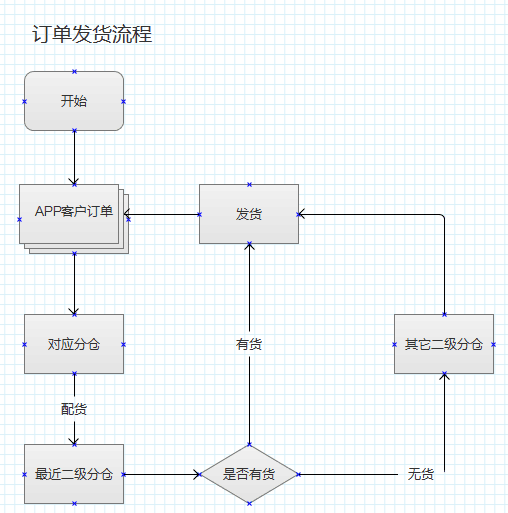 订单发货流程
开始
APP客户订单
发货
对应分仓
有货
其它二级分仓
配货
最近二级分仓
是否有货
无货